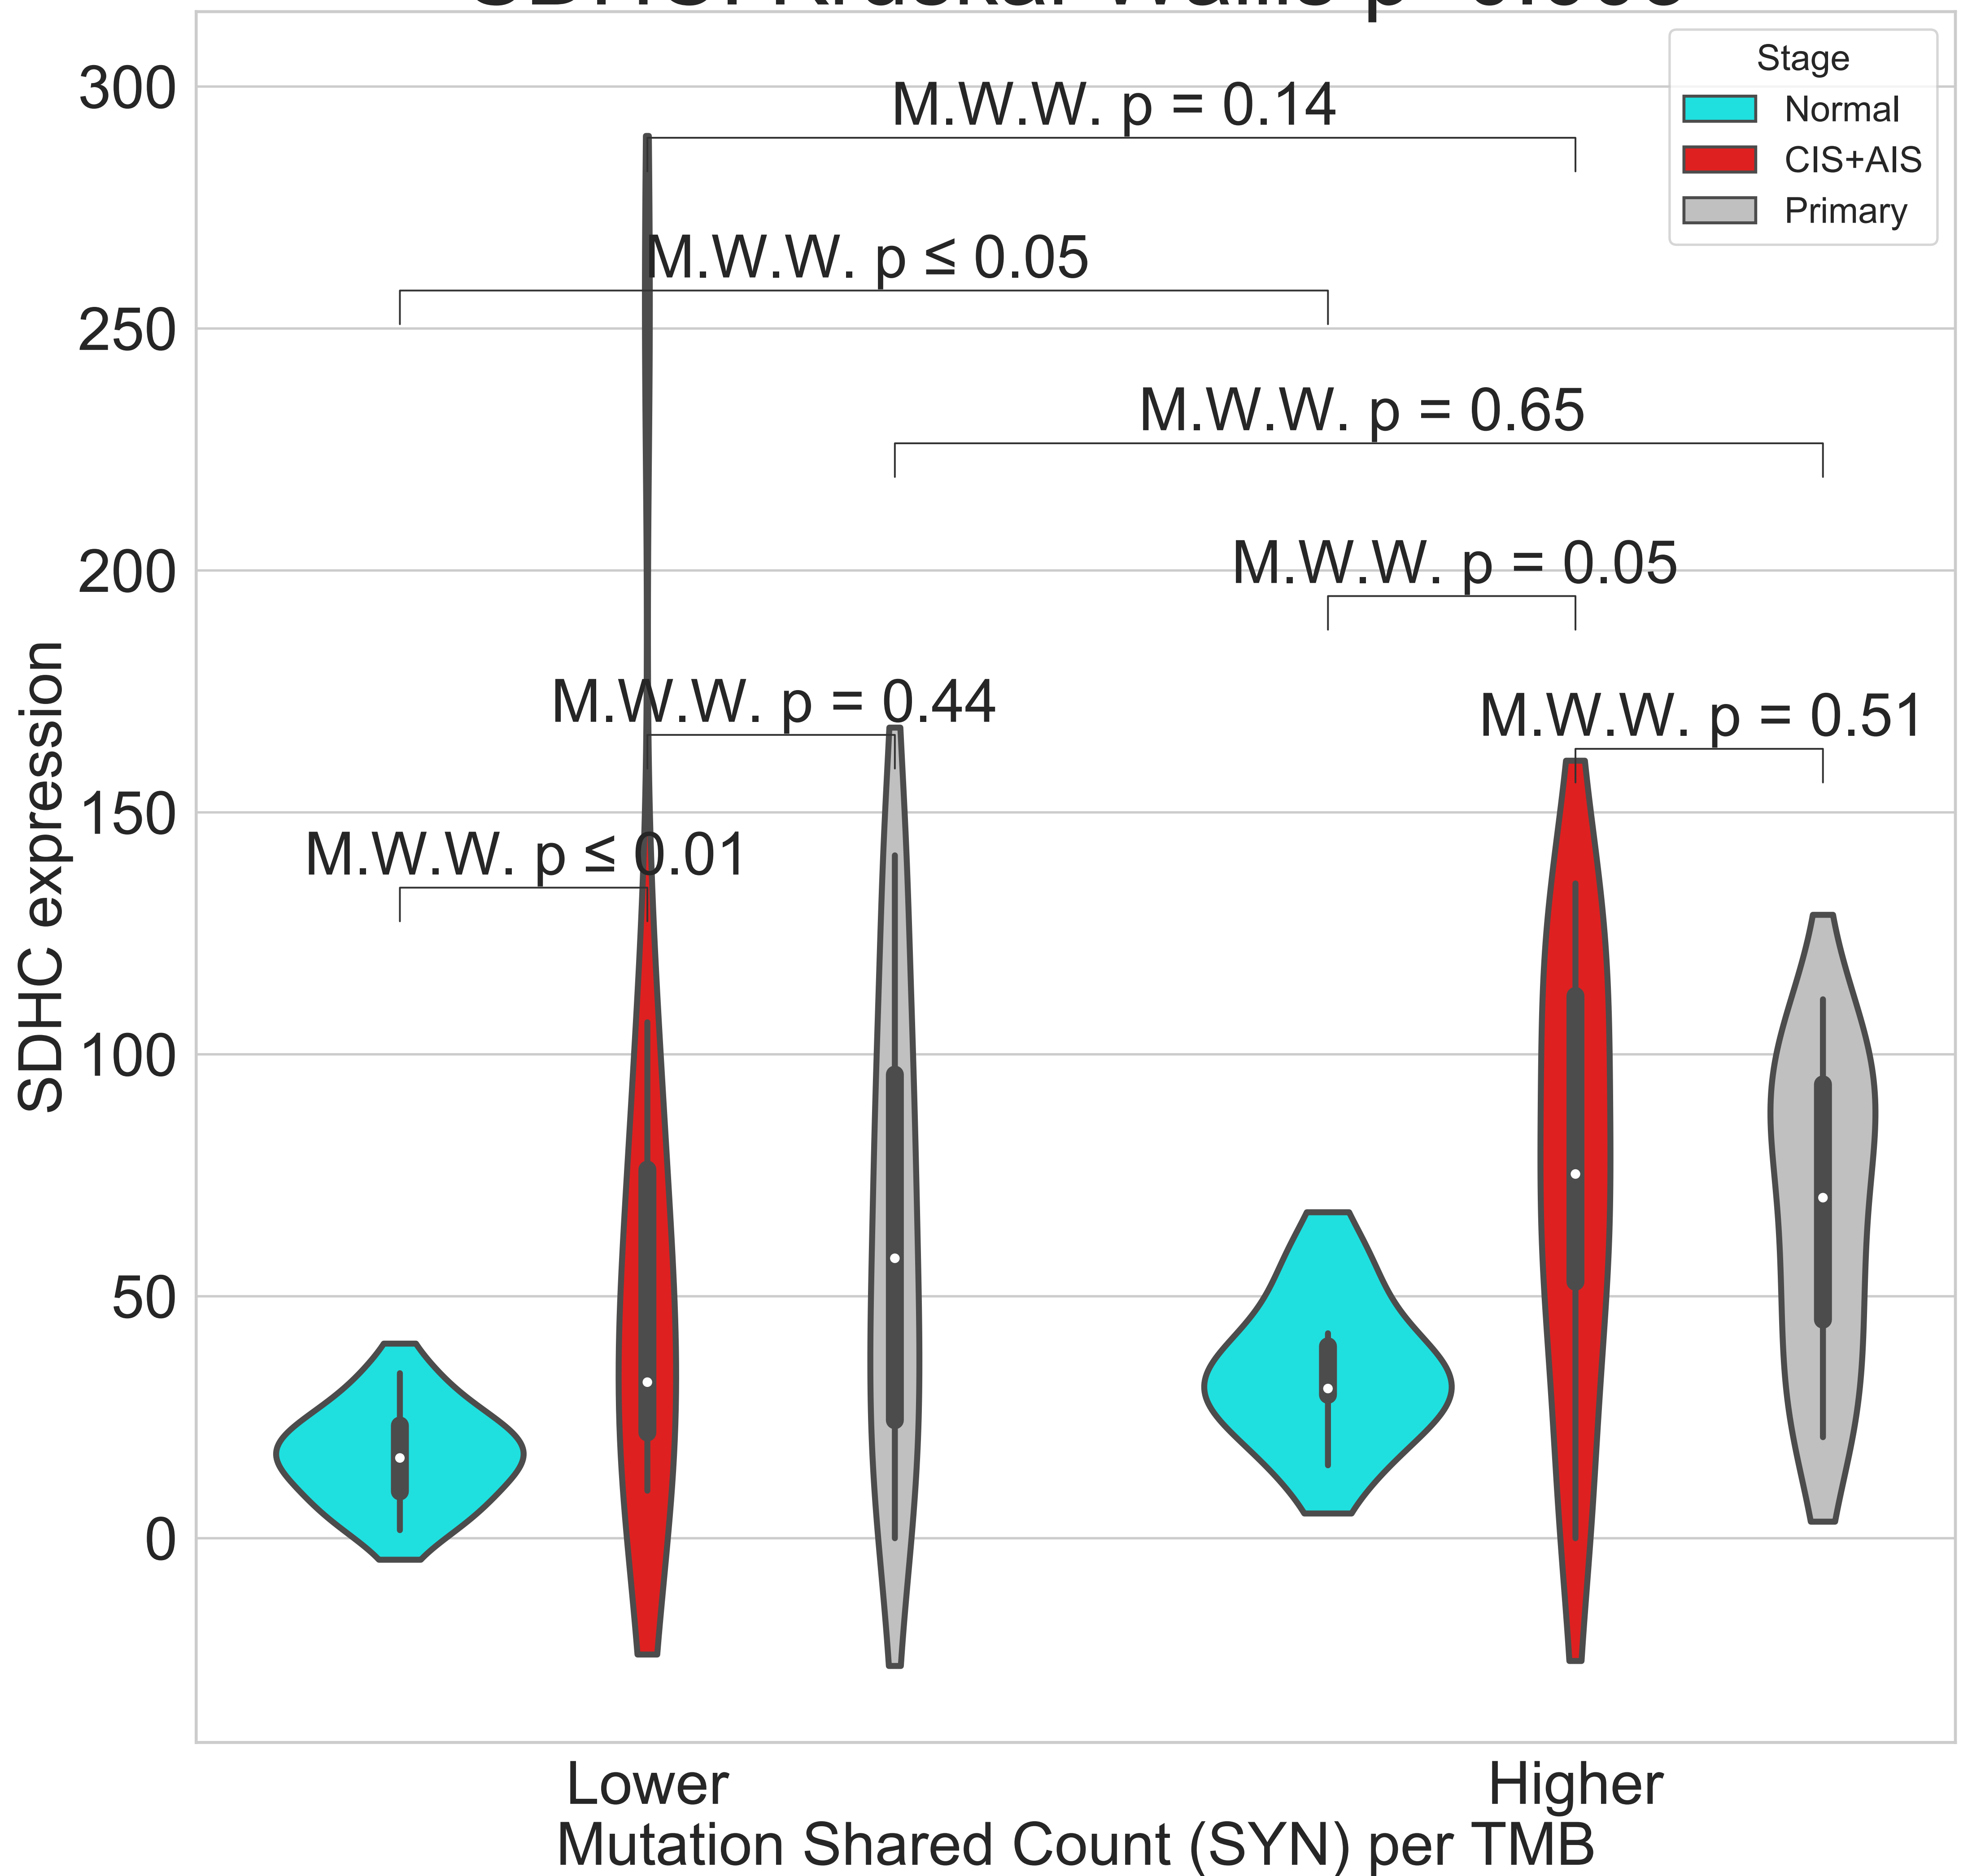 Stage
Normal
CIS+AIS
Primary
300
250
200
150
100
50
0
SDHC expression
M.W.W. p = 0.14
M.W.W. p ≤ 0.05
M.W.W. p = 0.65
M.W.W. p = 0.05
M.W.W. p = 0.44
M.W.W. p = 0.51
M.W.W. p ≤ 0.01
Lower
Higher
Mutation Shared Count (SYN) per TMB